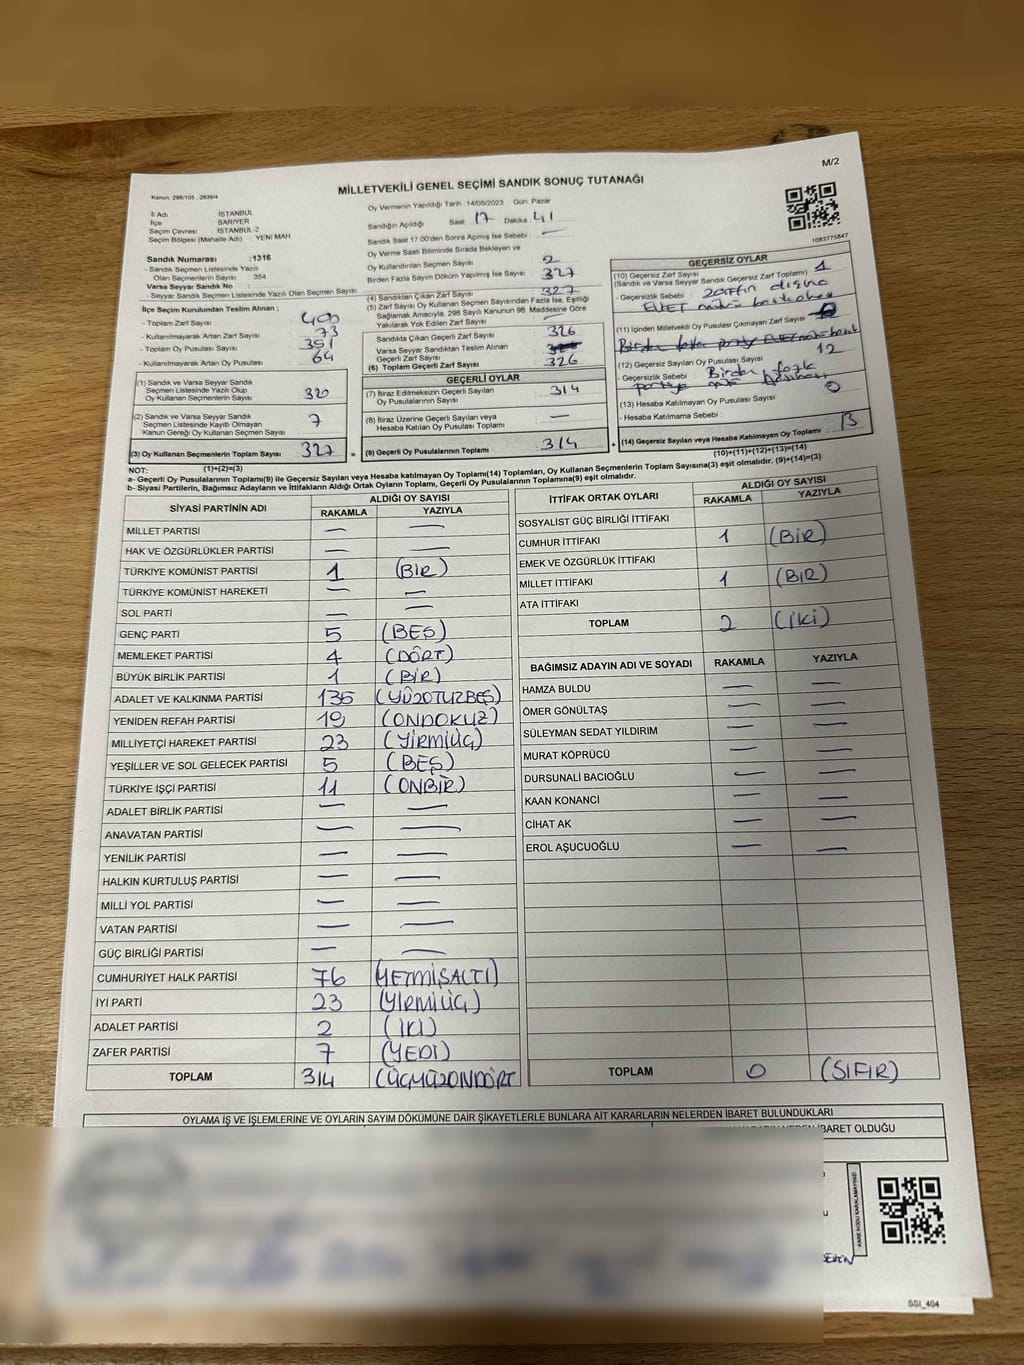 M/2
MİLLETVEKİLİ GENEL SEÇİMİ SANDIK SONUÇ TUTANAĞI
Kanun: 298/105 , 2839/4
İl Adı İSTANBUL
İlçe SARIYER
Seçim Çevresi İSTANBUL-2
Seçim Bölgesi (Mahalle Adı) : YENİ MAH.
Sandık Numarası :1316
- Sandık Seçmen Listesinde Yazılı
Olan Seçmenlerin Sayısı : 354
Varsa Seyyar Sandık No :
- Seyyar Sandık Seçmen Listesinde Yazılı Olan Seçmen Sayısı
İlçe Seçim Kurulundan Teslim Alınan ;
- Toplam Zarf Sayısı 400
- Kullanılmayarak Artan Zarf Sayısı 73
- Toplam Oy Pusulası Sayısı 391
- Kullanılmayarak Artan Oy Pusulası 64
(1) Sandık ve Varsa Seyyar Sandık
Seçmen Listesinde Yazılı Olup
Oy Kullanan Seçmenlerin Sayısı 320
(2) Sandık ve Varsa Seyyar Sandık
Seçmen Listesinde Kayıtlı Olmayan
Kanun Gereği Oy Kullanan Seçmen Sayısı 7
(3) Oy Kullanan Seçmenlerin Toplam Sayısı 327 =
(1)+(2)=(3)
Oy Vermenin Yapıldığı Tarih : 14/05/2023 Gün: Pazar
Sandığın Açıldığı Saat 17 Dakika 41
Sandık Saat 17.00'den Sonra Açılmış İse Sebebi : —
Oy Verme Saati Bitiminde Sırada Bekleyen ve
Oy Kullandırılan Seçmen Sayısı 2
Birden Fazla Sayım Döküm Yapılmış İse Sayısı 327
(4) Sandıktan Çıkan Zarf Sayısı 327
(5) Zarf Sayısı Oy Kullanan Seçmen Sayısından Fazla İse, Eşitliği
Sağlamak Amacıyla, 298 Sayılı Kanunun 98. Maddesine Göre
Yakılarak Yok Edilen Zarf Sayısı —
Sandıkta Çıkan Geçerli Zarf Sayısı 326
Varsa Seyyar Sandıktan Teslim Alınan
Geçerli Zarf Sayısı
(6) Toplam Geçerli Zarf Sayısı 326
GEÇERLİ OYLAR
(7) İtiraz Edilmeksizin Geçerli Sayılan
Oy Pusulalarının Sayısı 314
(8) İtiraz Üzerine Geçerli Sayılan veya
Hesaba Katılan Oy Pusulası Toplamı —
(9) Geçerli Oy Pusulalarının Toplamı 314 +
1083775847
GEÇERSİZ OYLAR
(10) Geçersiz Zarf Sayısı
(Sandık ve Varsa Seyyar Sandık Geçersiz Zarf Toplamı) 1
- Geçersizlik Sebebi : zarfın dışına
EVET mührü
(11) İçinden Milletvekili Oy Pusulası Çıkmayan Zarf Sayısı
(12) Geçersiz Sayılan Oy Pusulası Sayısı 12
- Geçersizlik Sebebi : Birden fazla
partiye
(13) Hesaba Katılmayan Oy Pusulası Sayısı 0
- Hesaba Katılmama Sebebi :
(14) Geçersiz Sayılan veya Hesaba Katılmayan Oy Toplamı 13
(10)+(11)+(12)+(13)=(14)
NOT:
a- Geçerli Oy Pusulalarının Toplamı(9) ile Geçersiz Sayılan veya Hesaba katılmayan Oy Toplamı(14) Toplamları, Oy Kullanan Seçmenlerin Toplam Sayısına(3) eşit olmalıdır. (9)+(14)=(3)
b- Siyasi Partilerin, Bağımsız Adayların ve İttifakların Aldığı Ortak Oyların Toplamı, Geçerli Oy Pusulalarının Toplamına(9) eşit olmalıdır.
SİYASİ PARTİNİN ADI ALDIĞI OY SAYISI
RAKAMLA YAZIYLA
MİLLET PARTİSİ — —
HAK VE ÖZGÜRLÜKLER PARTİSİ — —
TÜRKİYE KOMÜNİST PARTİSİ 1 (BİR)
TÜRKİYE KOMÜNİST HAREKETİ — —
SOL PARTİ — —
GENÇ PARTİ 5 (BEŞ)
MEMLEKET PARTİSİ 4 (DÖRT)
BÜYÜK BİRLİK PARTİSİ 1 (BİR)
ADALET VE KALKINMA PARTİSİ 135 (YÜZOTUZBEŞ)
YENİDEN REFAH PARTİSİ 19 (ONDOKUZ)
MİLLİYETÇİ HAREKET PARTİSİ 23 (YİRMİÜÇ)
YEŞİLLER VE SOL GELECEK PARTİSİ 5 (BEŞ)
TÜRKİYE İŞÇİ PARTİSİ 11 (ONBİR)
ADALET BİRLİK PARTİSİ — —
ANAVATAN PARTİSİ — —
YENİLİK PARTİSİ — —
HALKIN KURTULUŞ PARTİSİ — —
MİLLİ YOL PARTİSİ — —
VATAN PARTİSİ — —
GÜÇ BİRLİĞİ PARTİSİ — —
CUMHURİYET HALK PARTİSİ 76 (YETMİŞALTI)
İYİ PARTİ 23 (YİRMİÜÇ)
ADALET PARTİSİ 2 (İKİ)
ZAFER PARTİSİ 7 (YEDİ)
TOPLAM 314 (ÜÇYÜZONDÖRT
İTTİFAK ORTAK OYLARI ALDIĞI OY SAYISI
RAKAMLA YAZIYLA
SOSYALİST GÜÇ BİRLİĞİ İTTİFAKI
CUMHUR İTTİFAKI 1 (BİR)
EMEK VE ÖZGÜRLÜK İTTİFAKI
MİLLET İTTİFAKI 1 (BİR)
ATA İTTİFAKI
TOPLAM 2 (İKİ)
BAĞIMSIZ ADAYIN ADI VE SOYADI RAKAMLA YAZIYLA
HAMZA BULDU — —
ÖMER GÖNÜLTAŞ — —
SÜLEYMAN SEDAT YILDIRIM — —
MURAT KÖPRÜCÜ — —
DURSUNALİ BACIOĞLU — —
KAAN KONANCİ — —
CİHAT AK — —
EROL AŞUCUOĞLU — —
TOPLAM 0 (SIFIR)
OYLAMA İŞ VE İŞLEMLERİNE VE OYLARIN SAYIM DÖKÜMÜNE DAİR ŞİKAYETLERLE BUNLARA AİT KARARLARIN NELERDEN İBARET BULUNDUKLARI
İBARET OLDUĞU
KARE KODU KARALAMAYINIZ!
SSI_404